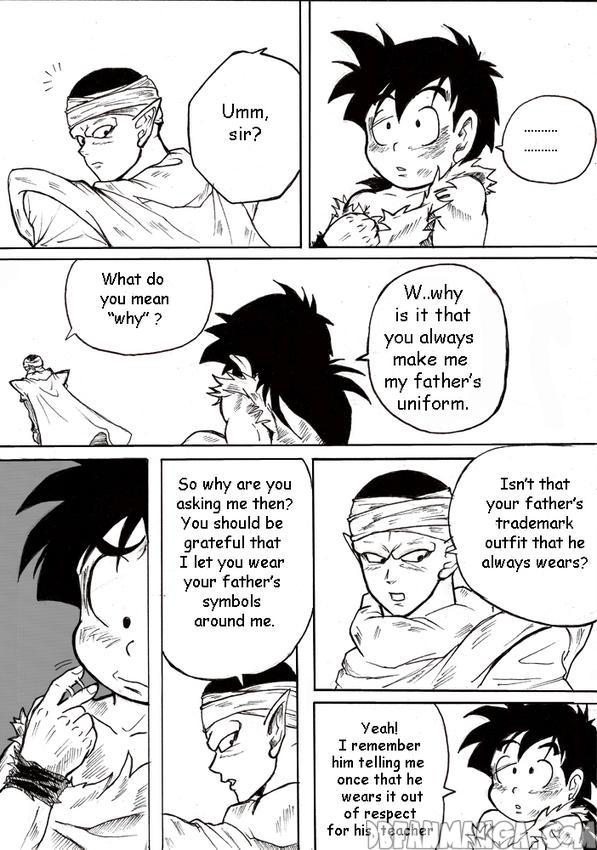 ..........
..........
Umm,
sir?
W..why
is it that
you always
make me
my father's
uniform.
What do
you mean
"why" ?
Isn't that
your father's
trademark
outfit that he
always wears?
Yeah!
I remember
him telling me
once that he
wears it out
of respect
for his teacher
So why are you
asking me then?
You should be
grateful that
I let you wear
your father's
symbols
around me.
DBFANMANGA.COM